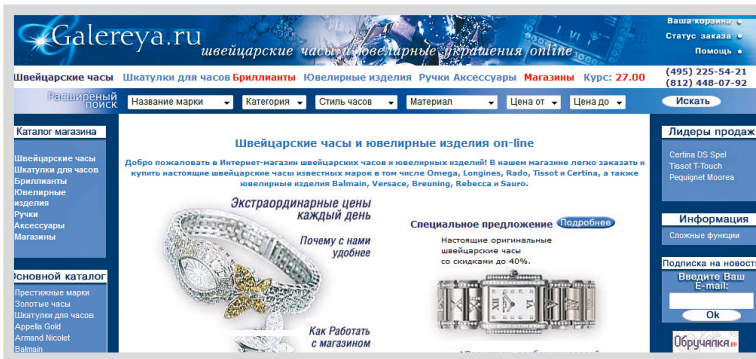 Galereya.ru
швейцарские часы и ювелирные украшения online
Ваша корзина
Статус заказа
Помощь
Швейцарские часы Шкатулки для часов Бриллианты Ювелирные изделия Ручки Аксессуары Магазины Курс: 27.00
(495) 225-54-21
(812) 448-07-92
Расширеный
поиск
Название марки Категория Стиль часов Материал Цена от Цена до Искать
Каталог магазина
Швейцарские часы
Шкатулки для часов
Бриллианты
Ювелирные
изделия
Ручки
Аксессуары
Магазины
Основной каталог
Престижные марки
Золотые часы
Шкатулки для часов
Appella Gold
Armand Nicolet
Balmain
Швейцарские часы и ювелирные изделия on-line
Добро пожаловать в Интернет-магазин швейцарских часов и ювелирных изделий! В нашем магазине легко заказать и
купить настоящие швейцарские часы известных марок в том числе Omega, Longines, Rado, Tissot и Certina, а также
ювелирные изделия Balmain, Versace, Breuning, Rebecca и Sauro.
Экстраординарные цены
каждый день
Почему с нами
удобнее
Как Работать
с магазином
Специальное предложение Подробнее
Настоящие оригинальные
швейцарские часы
со скидками до 40%.
Лидеры продаж
Certina DS Spel
Tissot T-Touch
Pequignet Moorea
Информация
Сложные функции
Подписка на новост
Введите Ваш
E-mail:
Ok
Обручалка.RU